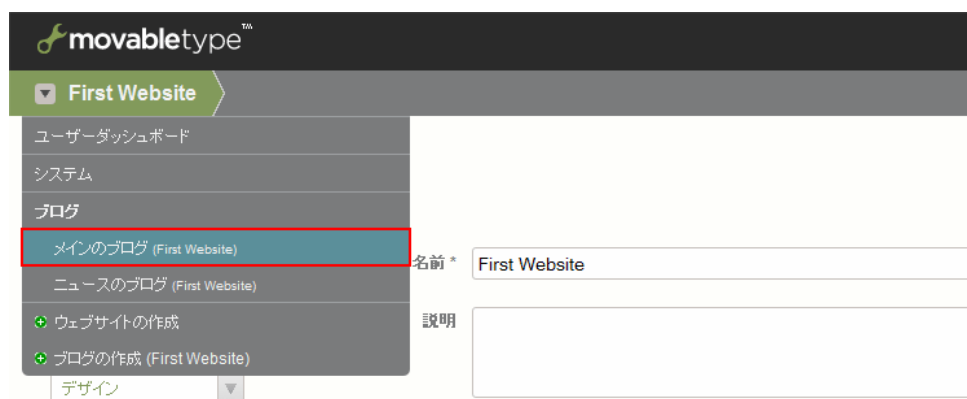 movabletype™
First Website
ユーザーダッシュボード
システム
ブログ
メインのブログ (First Website)
ニュースのブログ (First Website)
ウェブサイトの作成
ブログの作成 (First Website)
デザイン
名前 *
First Website
説明